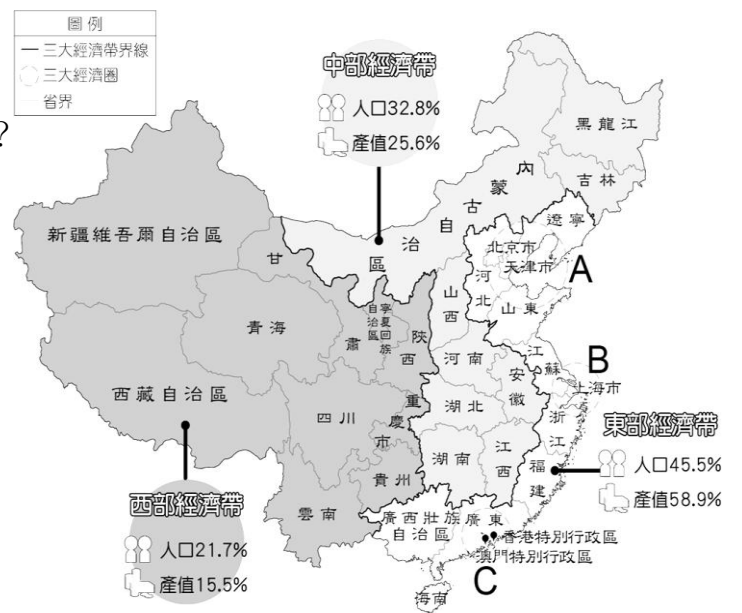 圖例
三大經濟帶界線
三大經濟圈
省界
?
中部經濟帶
人口32.8%
產值25.6%
黑龍江
吉林
遼寧
內蒙古自治區
北京市
天津市
河北
A
山東
山西
新疆維吾爾自治區
甘肅
寧夏回族自治區
青海
陝西
河南
江蘇
B
上海市
安徽
西藏自治區
四川
重慶市
湖北
浙江
東部經濟帶
人口45.5%
產值58.9%
湖南
江西
福建
貴州
雲南
西部經濟帶
人口21.7%
產值15.5%
廣西壯族自治區
廣東
香港特別行政區
澳門特別行政區
C
海南